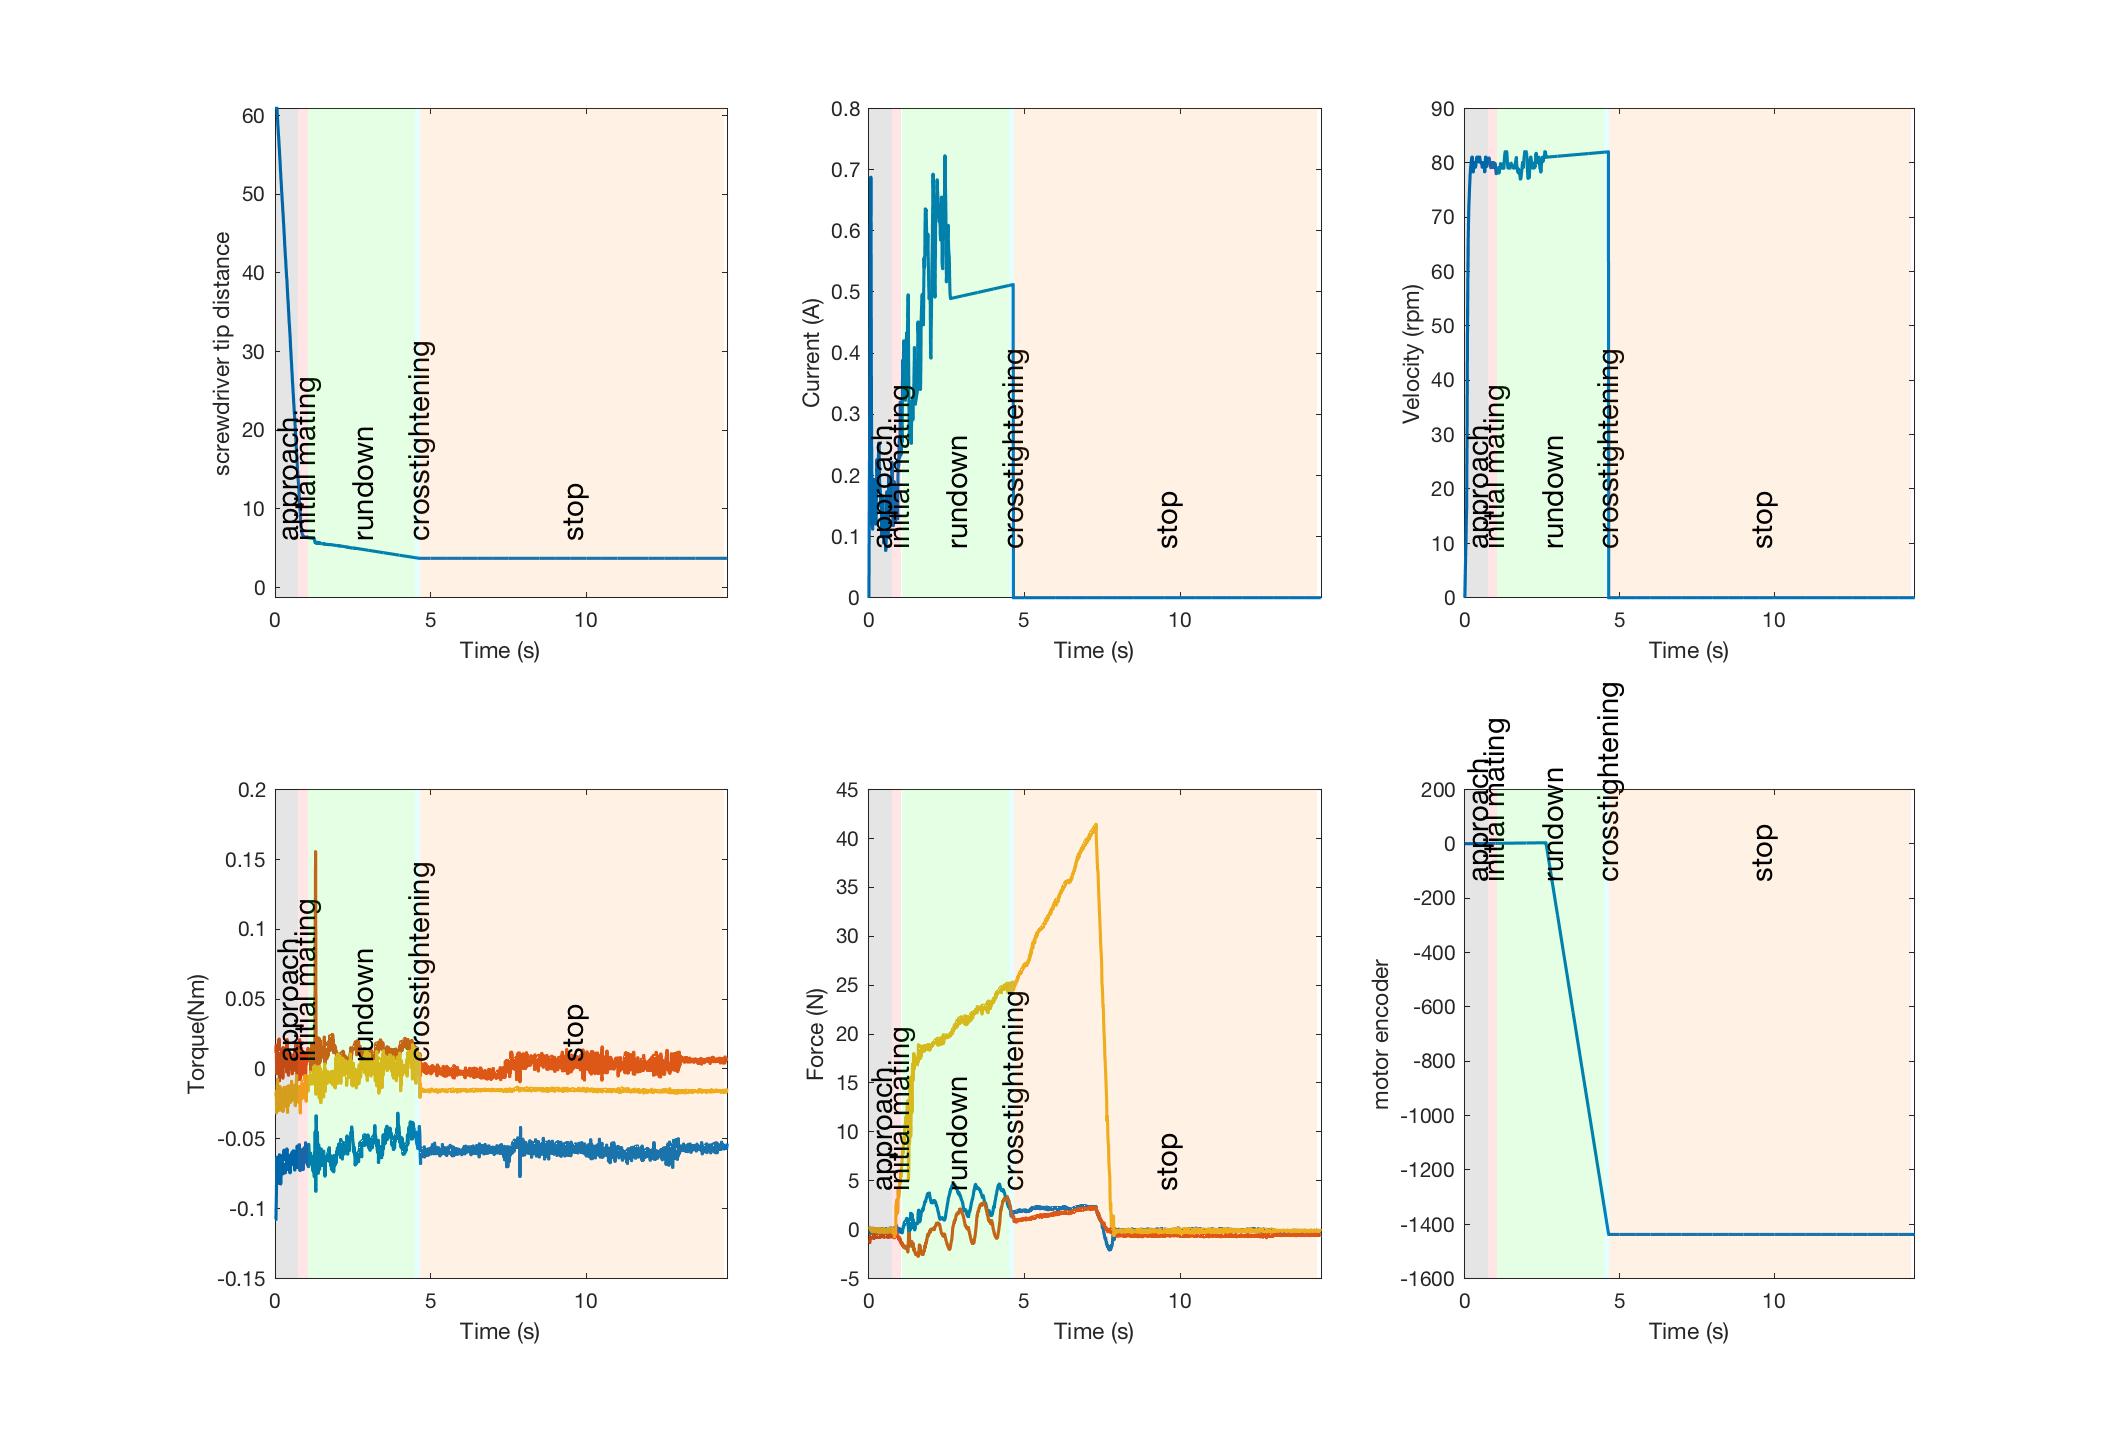 60
50
40
30
20
10
0
screwdriver tip distance
approach
initial mating
rundown
crosstightening
stop
0 5 10
Time (s)
0.8
0.7
0.6
0.5
0.4
0.3
0.2
0.1
0
Current (A)
approach
initial mating
rundown
crosstightening
stop
0 5 10
Time (s)
90
80
70
60
50
40
30
20
10
0
Velocity (rpm)
approach
initial mating
rundown
crosstightening
stop
0 5 10
Time (s)
0.2
0.15
0.1
0.05
0
-0.05
-0.1
-0.15
Torque(Nm)
approach
initial mating
rundown
crosstightening
stop
0 5 10
Time (s)
45
40
35
30
25
20
15
10
5
0
-5
Force (N)
approach
initial mating
rundown
crosstightening
stop
0 5 10
Time (s)
200
0
-200
-400
-600
-800
-1000
-1200
-1400
-1600
motor encoder
approach
initial mating
rundown
crosstightening
stop
0 5 10
Time (s)